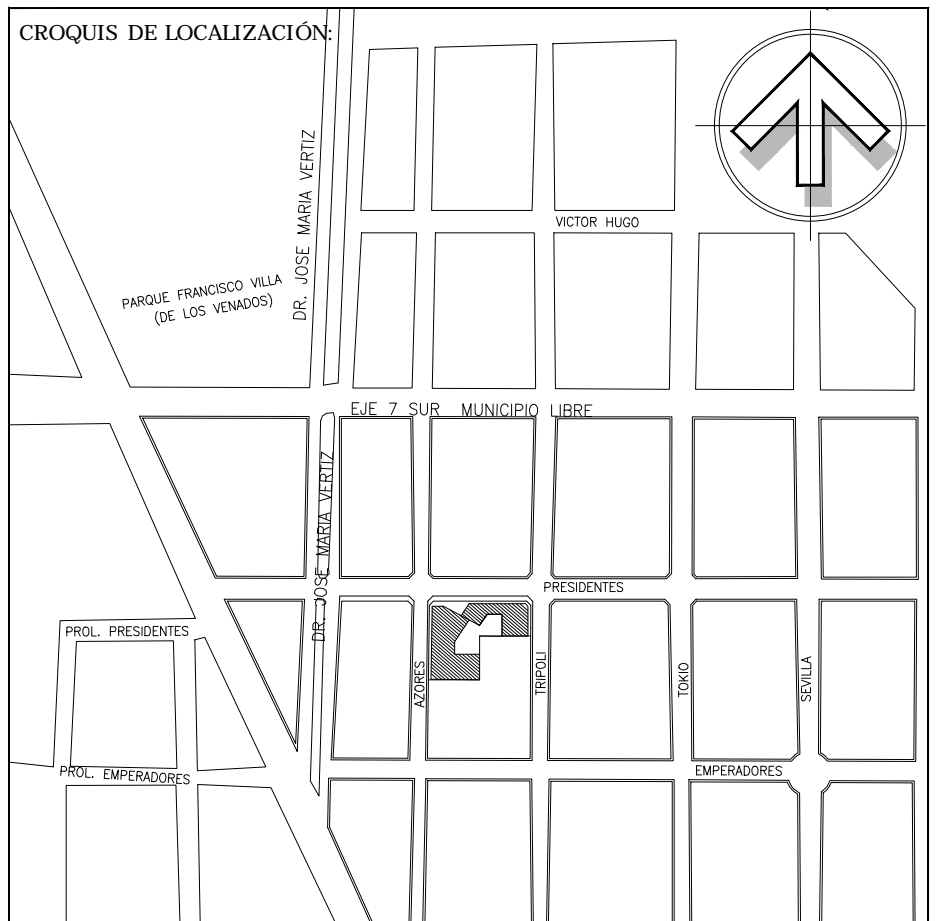 CROQUIS DE LOCALIZACIÓN:
DR. JOSE MARIA VERTIZ
VICTOR HUGO
PARQUE FRANCISCO VILLA
(DE LOS VENADOS)
EJE 7 SUR MUNICIPIO LIBRE
DR. JOSE MARIA VERTIZ
PRESIDENTES
PROL. PRESIDENTES
AZORES
TRIPOLI
TOKIO
SEVILLA
PROL. EMPERADORES
EMPERADORES